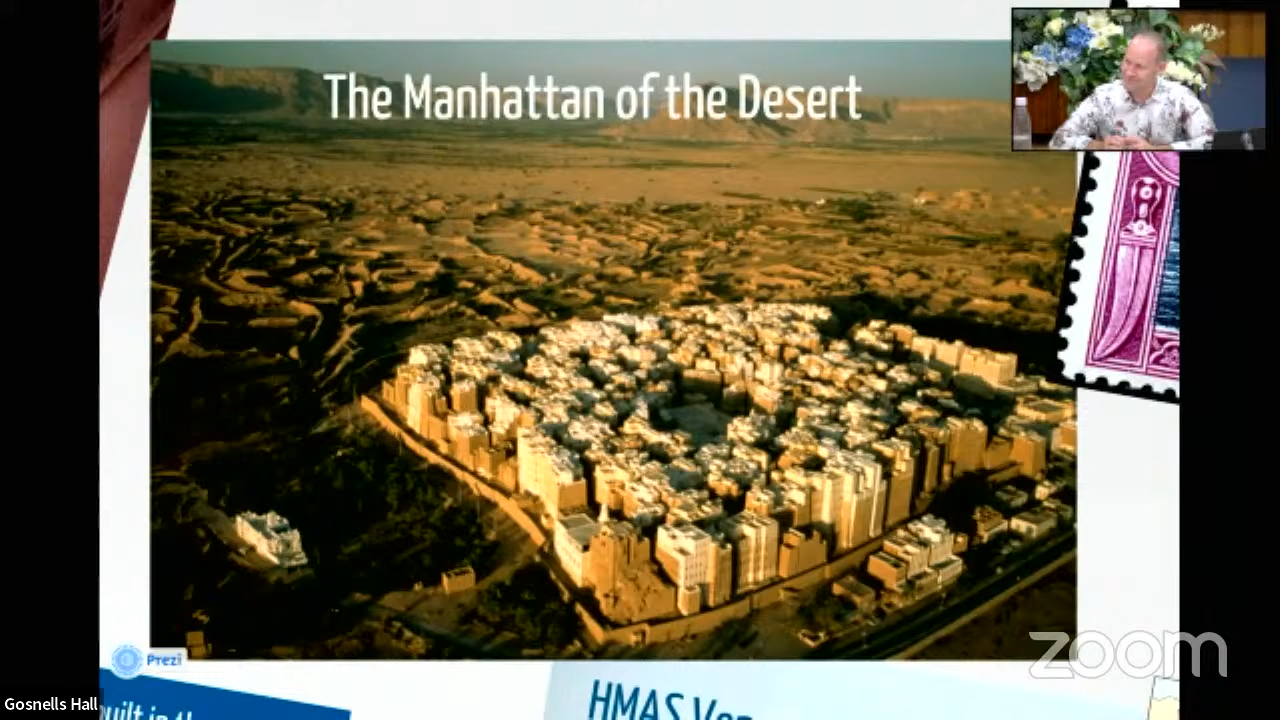 The Manhattan of the Desert
zoom
Prezi
Gosnells Hall
HMAS